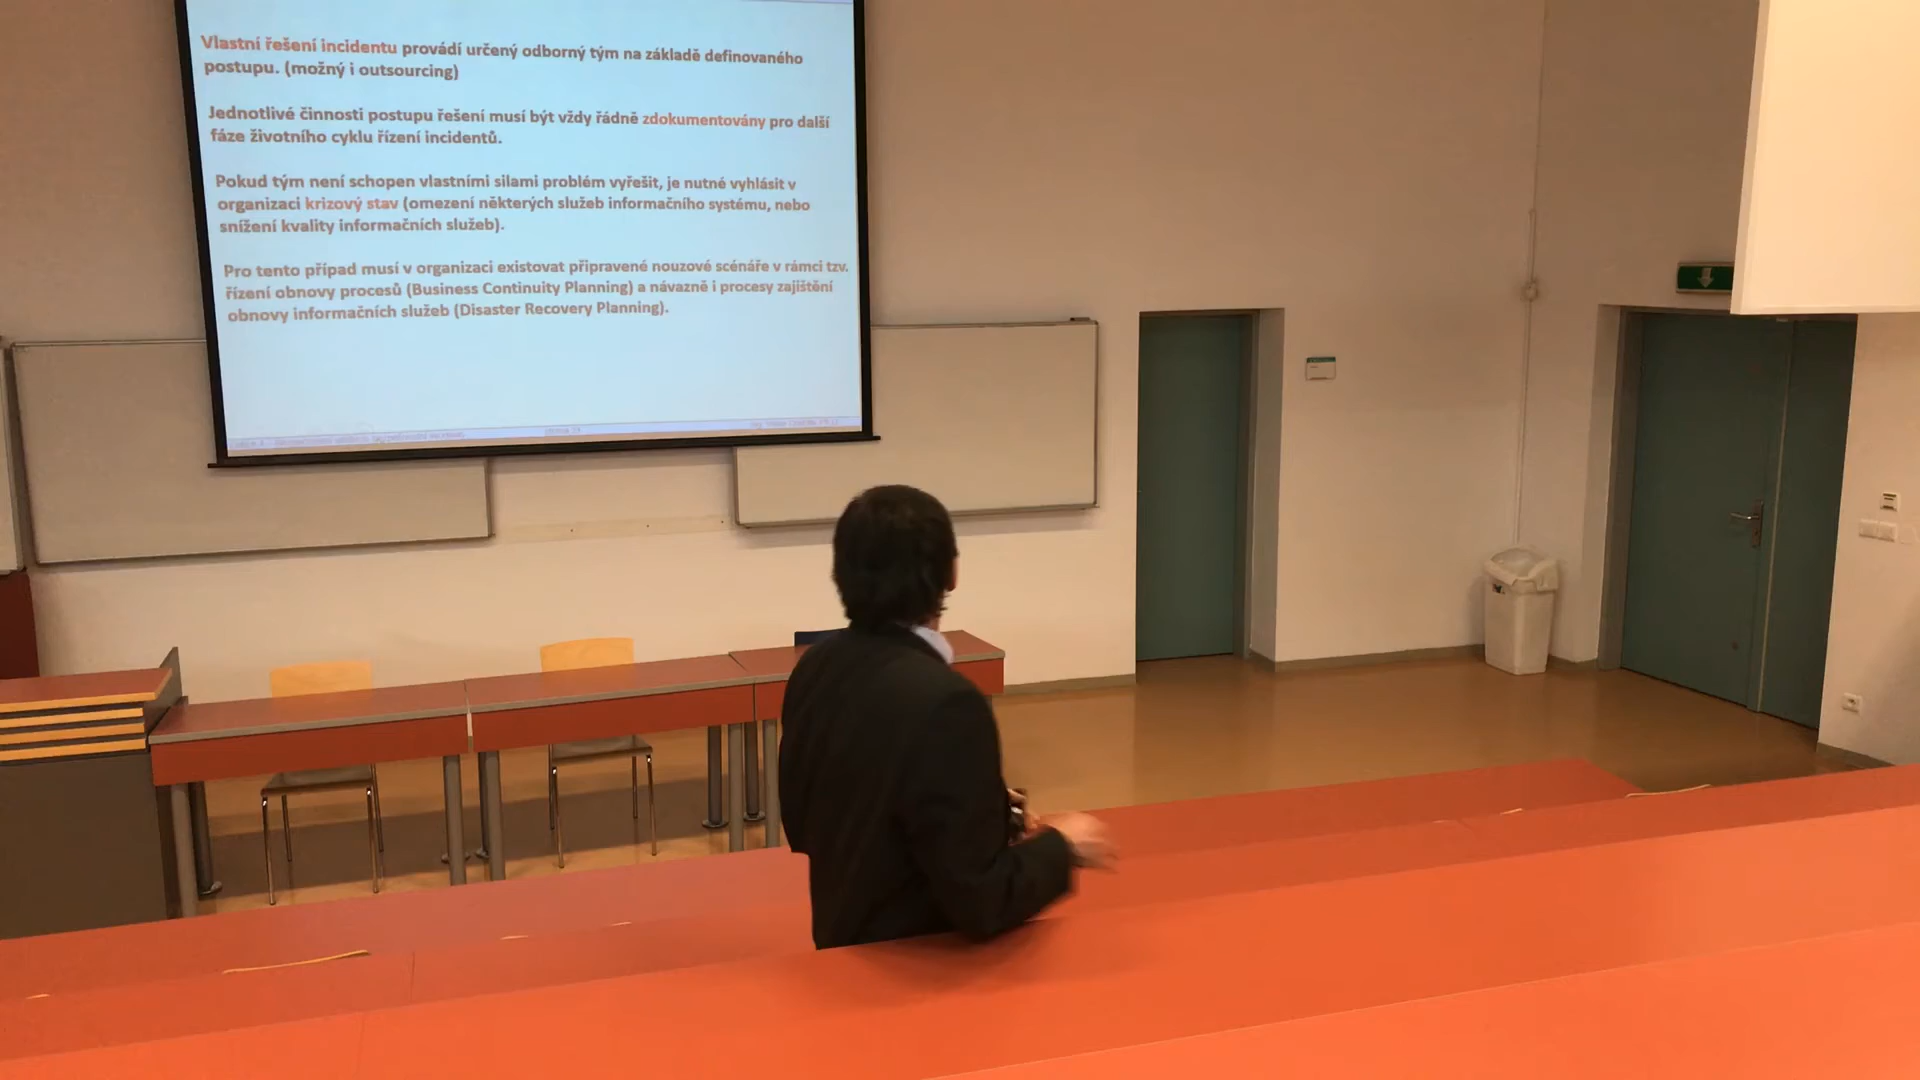 Vlastní řešení incidentu provádí určený odborný tým na základě definovaného
postupu. (možný i outsourcing)
Jednotlivé činnosti postupu řešení musí být vždy řádně zdokumentovány pro další
fáze životního cyklu řízení incidentů.
Pokud tým není schopen vlastními silami problém vyřešit, je nutné vyhlásit v
organizaci krizový stav (omezení některých služeb informačního systému, nebo
snížení kvality informačních služeb).
Pro tento případ musí v organizaci existovat připravené nouzové scénáře v rámci tzv.
řízení obnovy procesů (Business Continuity Planning) a návazně i procesy zajištění
obnovy informačních služeb (Disaster Recovery Planning).